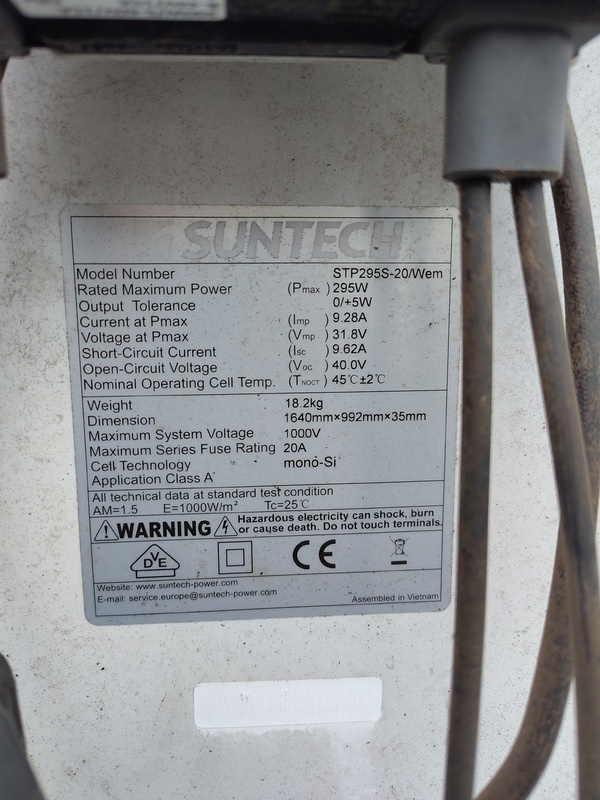 SUNTECH
Model Number STP295S-20/Wem
Rated Maximum Power (Pmax) 295W
Output Tolerance 0/+5W
Current at Pmax (Imp) 9.28A
Voltage at Pmax (Vmp) 31.8V
Short-Circuit Current (Isc) 9.62A
Open-Circuit Voltage (Voc) 40.0V
Nominal Operating Cell Temp. (TNOCT) 45℃±2℃
Weight 18.2kg
Dimension 1640mm×992mm×35mm
Maximum System Voltage 1000V
Maximum Series Fuse Rating 20A
Cell Technology mono-Si
Application Class A
All technical data at standard test condition
AM=1.5 E=1000W/m² Tc=25℃
WARNING Hazardous electricity can shock, burn
or cause death. Do not touch terminals.
DVE CE
Website: www.suntech-power.com
E-mail: service.europe@suntech-power.com
Assembled in Vietnam